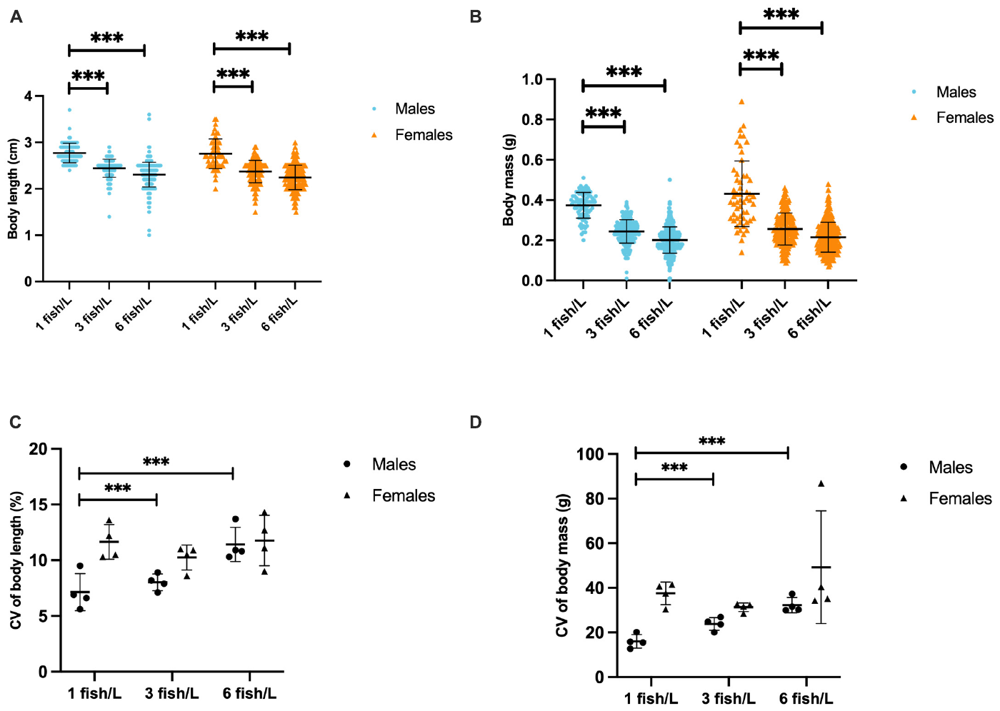 A
***
***
***
***
4
3
2
1
0
Body length (cm)
1 fish/L
3 fish/L
6 fish/L
1 fish/L
3 fish/L
6 fish/L
Males
Females
B
***
***
***
***
1.0
0.8
0.6
0.4
0.2
0.0
Body mass (g)
1 fish/L
3 fish/L
6 fish/L
1 fish/L
3 fish/L
6 fish/L
Males
Females
C
***
***
20
15
10
5
0
CV of body length (%)
1 fish/L
3 fish/L
6 fish/L
Males
Females
D
***
***
100
80
60
40
20
0
CV of body mass (g)
1 fish/L
3 fish/L
6 fish/L
Males
Females